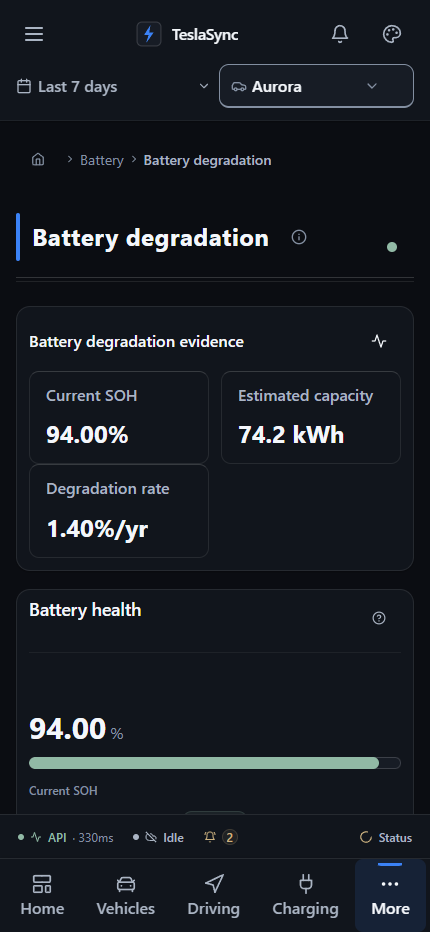 TeslaSync
Last 7 days
Aurora
Battery
Battery degradation
Battery degradation
Battery degradation evidence
Current SOH
94.00%
Estimated capacity
74.2 kWh
Degradation rate
1.40%/yr
Battery health
94.00 %
Current SOH
API · 330ms
Idle
2
Status
Home
Vehicles
Driving
Charging
More